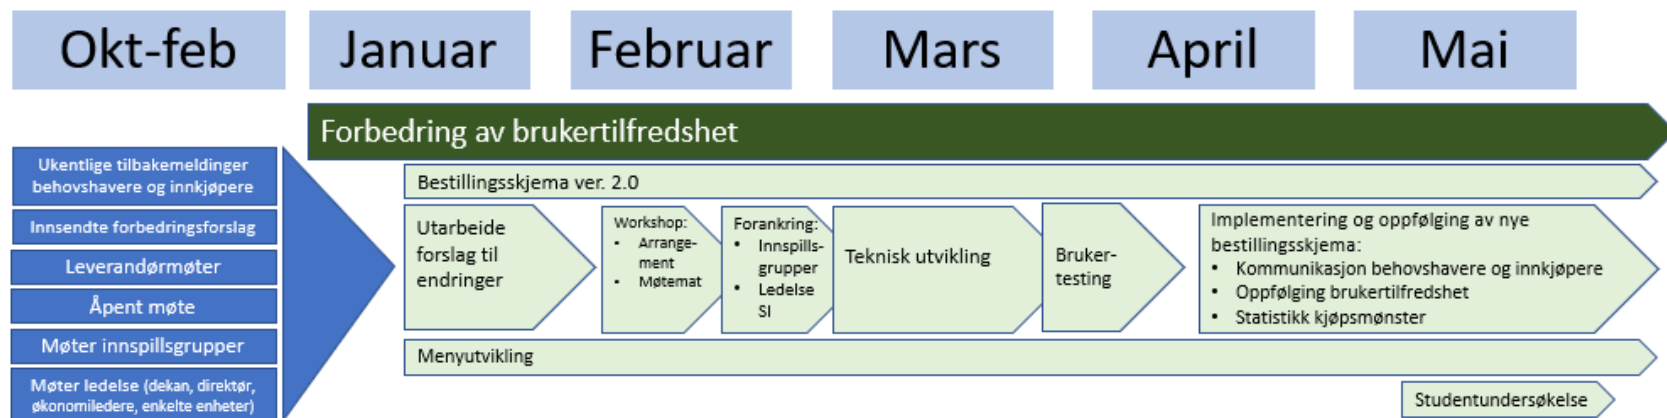 Okt-feb
Januar
Februar
Mars
April
Mai
Forbedring av brukertilfredshet
Ukentlige tilbakemeldinger
behovshavere og innkjøpere
Innsendte forbedringsforslag
Leverandørmøter
Åpent møte
Møter innspillsgrupper
Møter ledelse (dekan, direktør,
økonomiledere, enkelte enheter)
Bestillingsskjema ver. 2.0
Utarbeide
forslag til
endringer
Workshop:
• Arrange-
ment
• Møtemat
Forankring:
• Innspills-
grupper
• Ledelse
SI
Teknisk utvikling
Bruker-
testing
Implementering og oppfølging av nye
bestillingsskjema:
• Kommunikasjon behovshavere og innkjøpere
• Oppfølging brukertilfredshet
• Statistikk kjøpsmønster
Menyutvikling
Studentundersøkelse